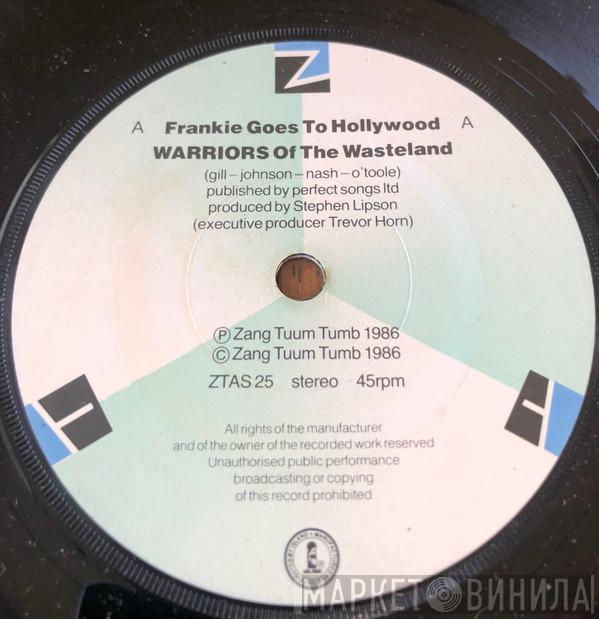 Z
A Frankie Goes To Hollywood A
WARRIORS Of The Wasteland
(gill – johnson – nash – o'toole)
published by perfect songs ltd
produced by Stephen Lipson
(executive producer Trevor Horn)
Ⓟ Zang Tuum Tumb 1986
© Zang Tuum Tumb 1986
ZTAS 25 stereo 45rpm
T
T
All rights of the manufacturer
and of the owner of the recorded work reserved
Unauthorised public performance
broadcasting or copying
of this record prohibited
МАРКЕТ ВИНИЛА